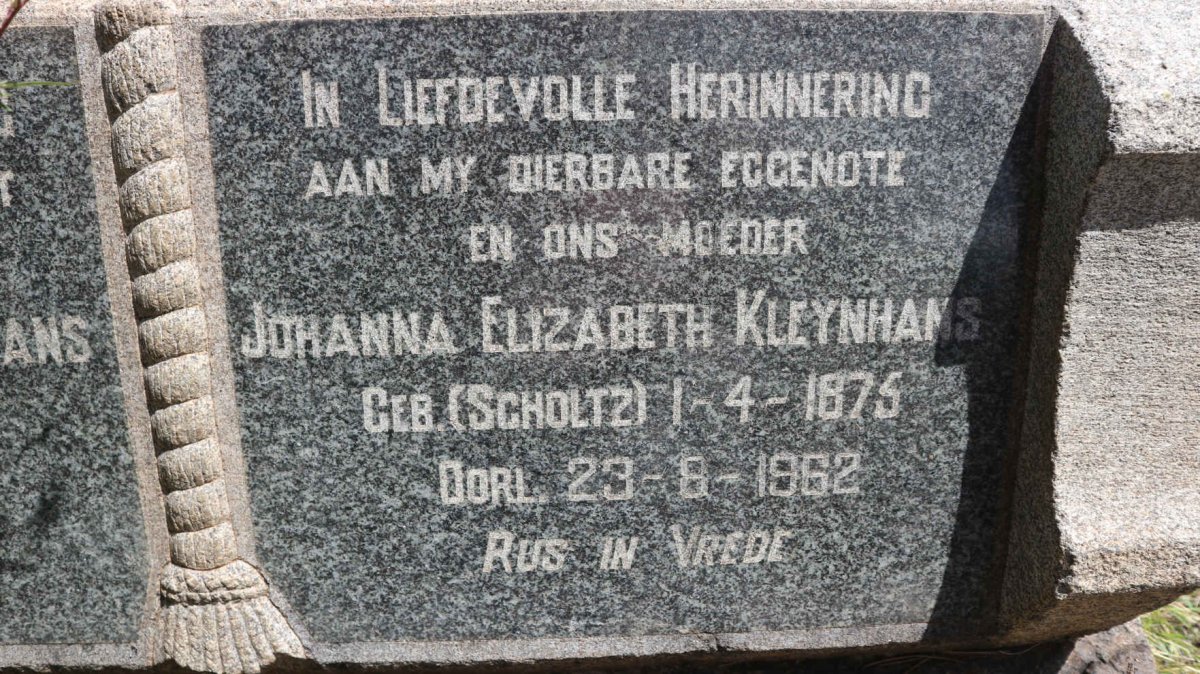 IN LIEFDEVOLLE HERINNERING
AAN MY DIERBARE EGGENOTE
EN ONS MOEDER
JOHANNA ELIZABETH KLEYNHANS
GEB. (SCHOLTZ) 1-4-1875
OORL. 23-8-1962
RUS IN VREDE
ANS